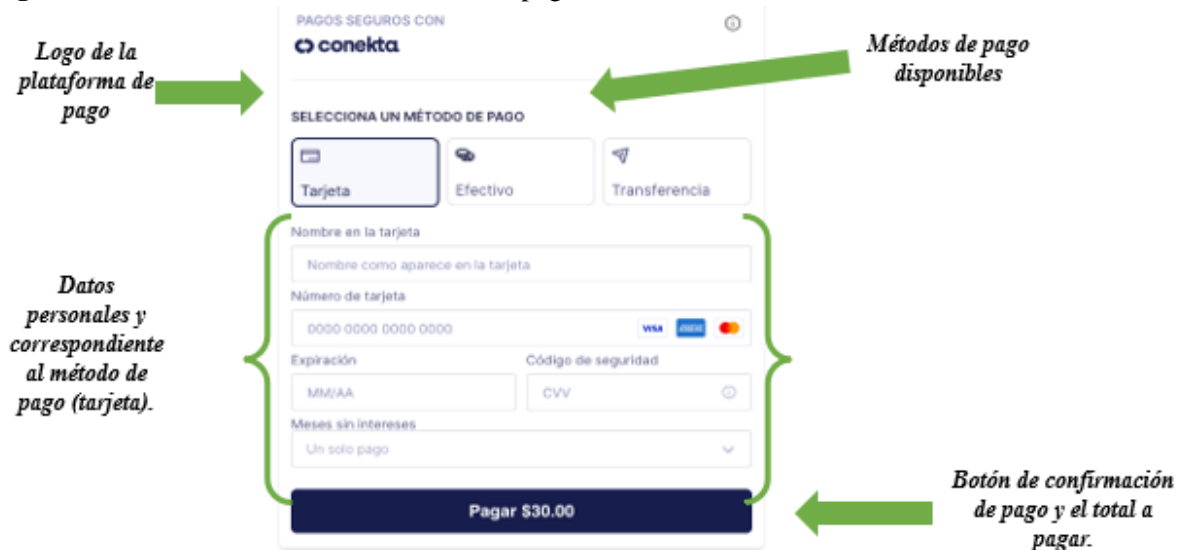 PAGOS SEGUROS CON
conekta
Logo de la
plataforma de
pago
Métodos de pago
disponibles
SELECCIONA UN MÉTODO DE PAGO
Tarjeta
Efectivo
Transferencia
Nombre en la tarjeta
Nombre como aparece en la tarjeta
Número de tarjeta
0000 0000 0000 0000
VISA
Expiración
Código de seguridad
MM/AA
CVV
Meses sin intereses
Un solo pago
Datos
personales y
correspondiente
al método de
pago (tarjeta).
Pagar $30.00
Botón de confirmación
de pago y el total a
pagar.